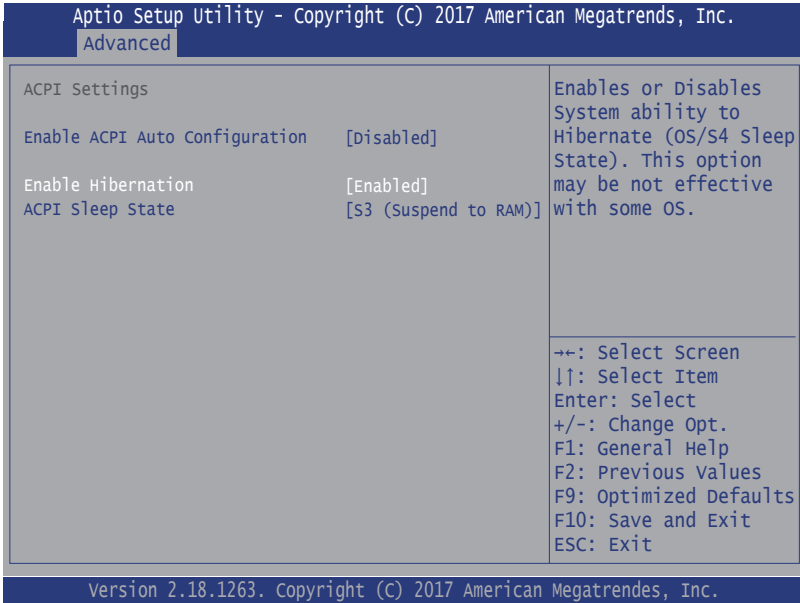 Aptio Setup Utility - Copyright (C) 2017 American Megatrends, Inc.
Advanced
ACPI Settings
Enable ACPI Auto Configuration [Disabled]
Enable Hibernation [Enabled]
ACPI Sleep State [S3 (Suspend to RAM)]
Enables or Disables
System ability to
Hibernate (OS/S4 Sleep
State). This option
may be not effective
with some OS.
→←: Select Screen
↓↑: Select Item
Enter: Select
+/-: Change Opt.
F1: General Help
F2: Previous Values
F9: Optimized Defaults
F10: Save and Exit
ESC: Exit
Version 2.18.1263. Copyright (C) 2017 American Megatrendes, Inc.